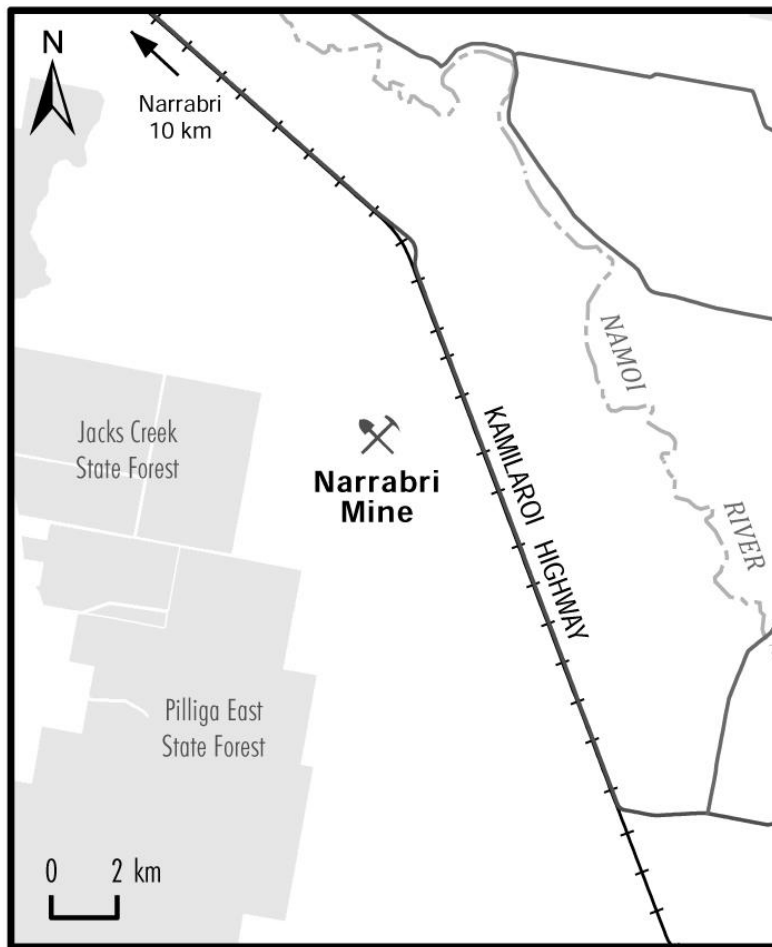 N
Narrabri
10 km
NAMOI
RIVER
Jacks Creek
State Forest
Narrabri
Mine
KAMILAROI HIGHWAY
Pilliga East
State Forest
0 2 km